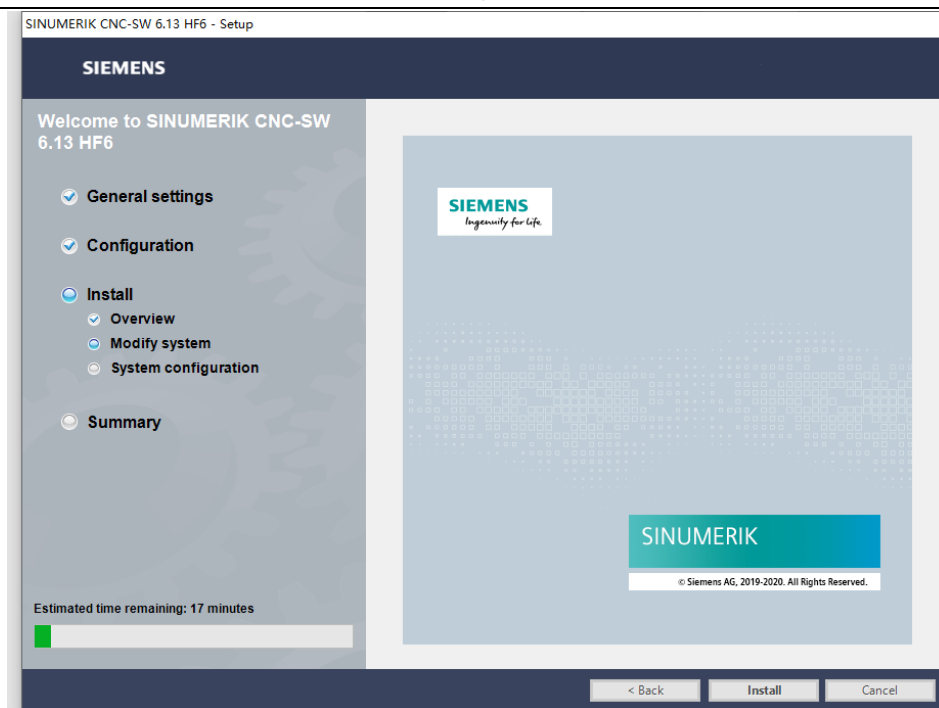 SINUMERIK CNC-SW 6.13 HF6 - Setup
SIEMENS
Welcome to SINUMERIK CNC-SW
6.13 HF6
General settings
Configuration
Install
Overview
Modify system
System configuration
Summary
Estimated time remaining: 17 minutes
SIEMENS
Ingenuity for life
SINUMERIK
© Siemens AG, 2019-2020. All Rights Reserved.
< Back
Install
Cancel